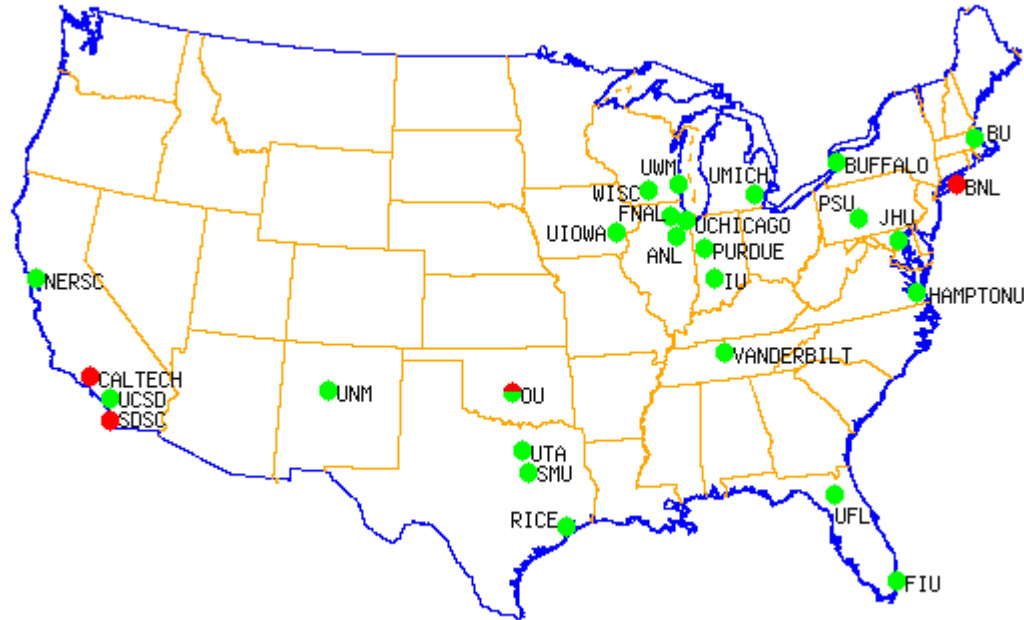 BU
BUFFALO
UWM
UMICH
WISC
BNL
PSU
FNAL
JHU
UCHICAGO
UIOWA
ANL
PURDUE
IU
NERSC
HAMPTONU
VANDERBILT
CALTECH
UCSD
UNM
OU
SDSC
UTA
SMU
RICE
UFL
FIU